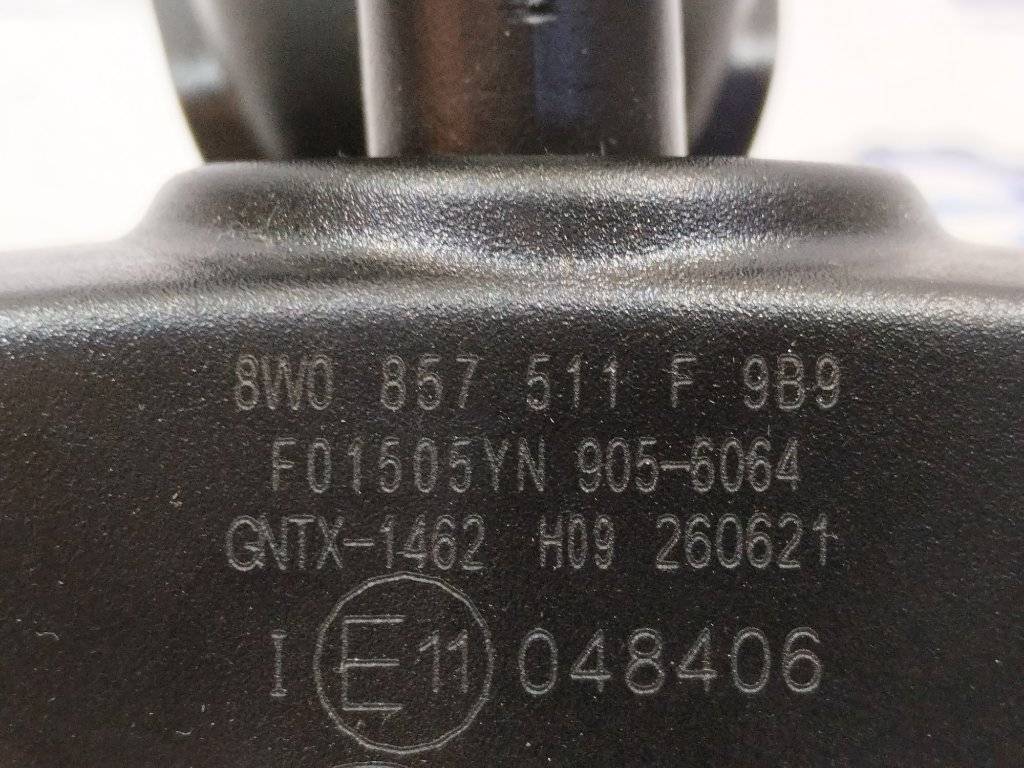 8W0 857 511 F 9B9
F01505YN 905-6064
GNTX-1462 H09 260621
I E11 048406